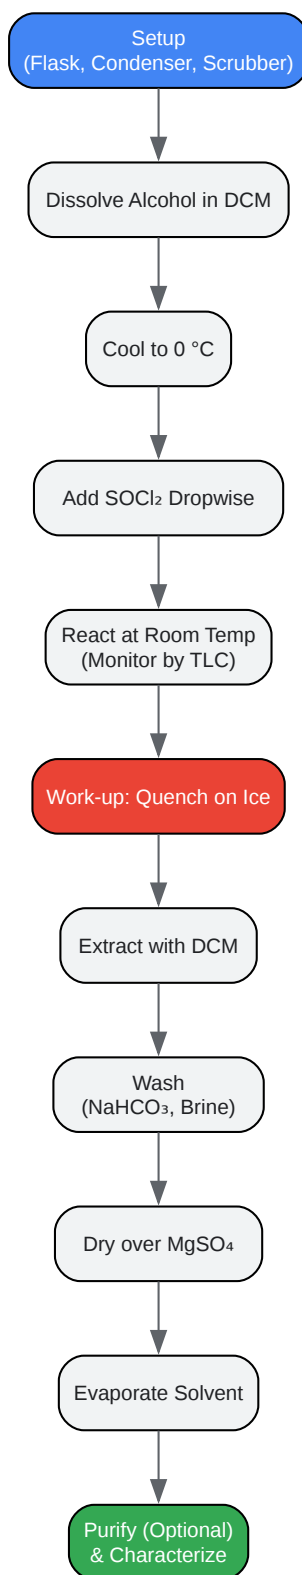 Setup
(Flask, Condenser, Scrubber)
Dissolve Alcohol in DCM
Cool to 0 °C
Add SOCl₂ Dropwise
React at Room Temp
(Monitor by TLC)
Work-up: Quench on Ice
Extract with DCM
Wash
(NaHCO₃, Brine)
Dry over MgSO₄
Evaporate Solvent
Purify (Optional)
& Characterize